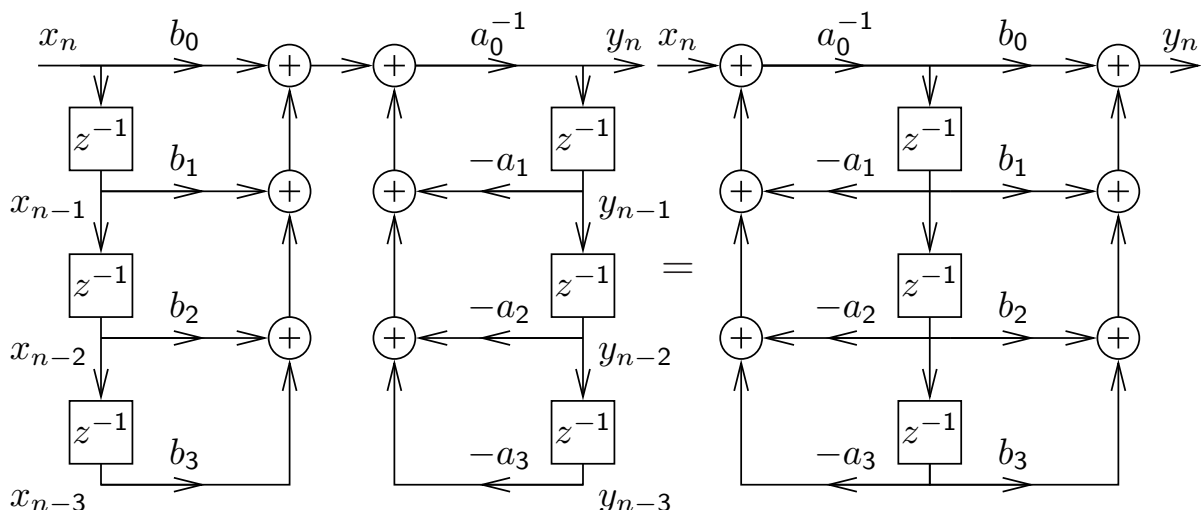 x_n b_0 + + a_0^{-1} y_n x_n + a_0^{-1} b_0 + y_n
z^{-1} z^{-1} z^{-1}
b_1 + + -a_1 + -a_1 b_1 +
x_{n-1} y_{n-1}
z^{-1} z^{-1} = z^{-1}
b_2 + + -a_2 + -a_2 b_2 +
x_{n-2} y_{n-2}
z^{-1} z^{-1} z^{-1}
b_3 -a_3 -a_3 b_3
x_{n-3} y_{n-3}